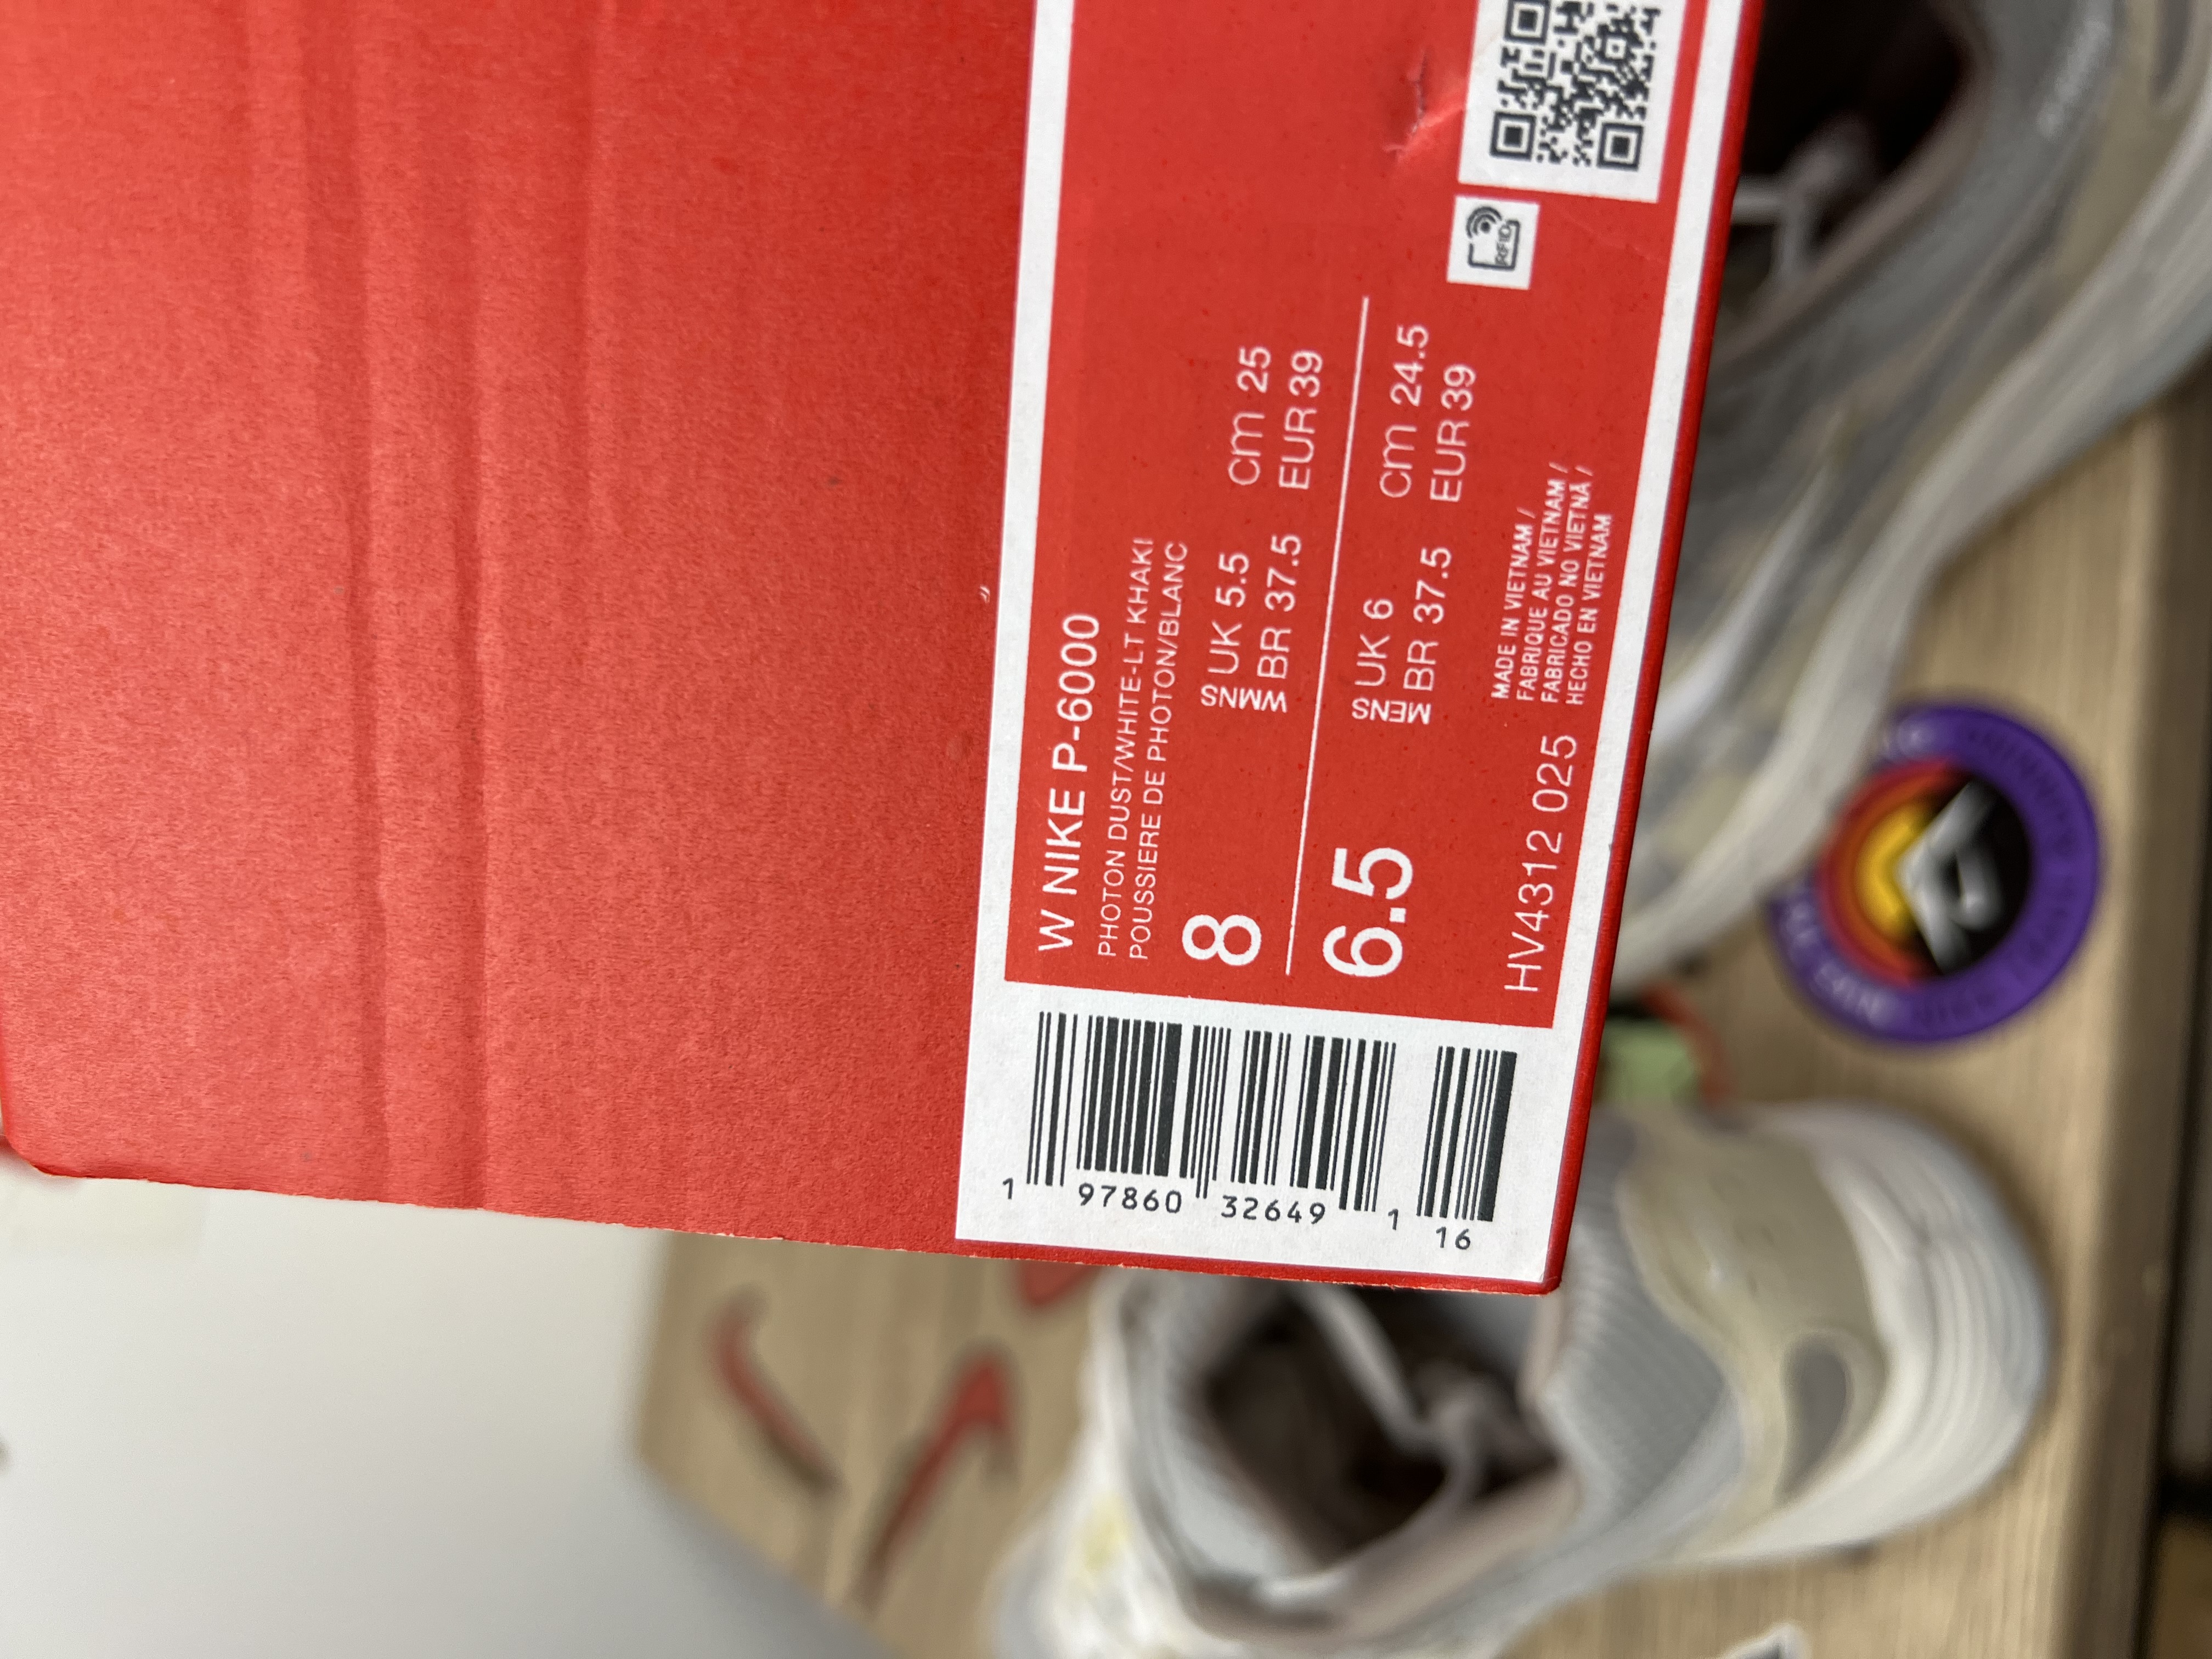 1 97860 32649 1 16
W NIKE P-6000
PHOTON DUST/WHITE-LT KHAKI
POUSSIERE DE PHOTON/BLANC
8
WMNS
UK 5.5 cm 25
BR 37.5 EUR 39
6.5
MENS
UK 6 cm 24.5
BR 37.5 EUR 39
HV4312 025
MADE IN VIETNAM /
FABRIQUE AU VIETNAM /
FABRICADO NO VIETNÃ /
HECHO EN VIETNAM
RFID